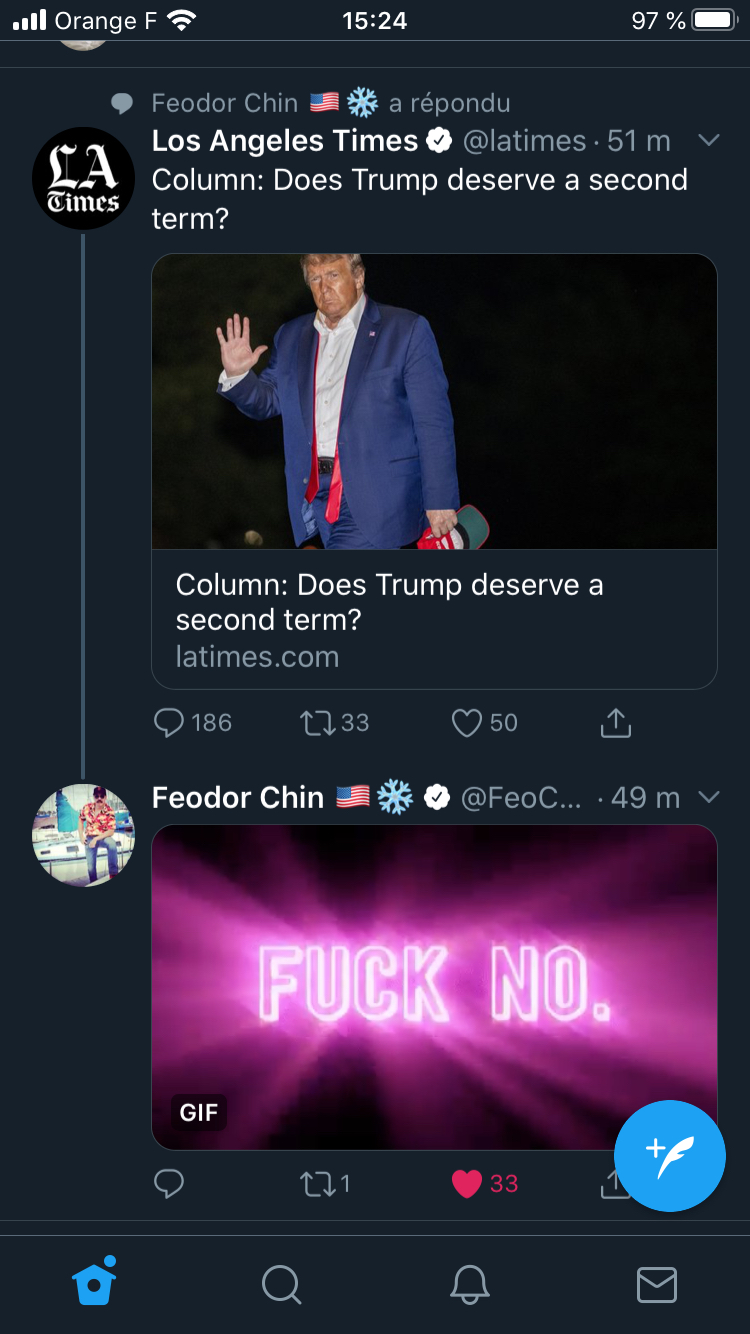 Orange F 15:24 97 %
Feodor Chin 🇺🇸❄️ a répondu
Los Angeles Times @latimes · 51 m
LA
Times
Column: Does Trump deserve a second
term?
Column: Does Trump deserve a
second term?
latimes.com
186 33 50
Feodor Chin 🇺🇸❄️ @FeoC... · 49 m
FUCK NO.
GIF
1 33